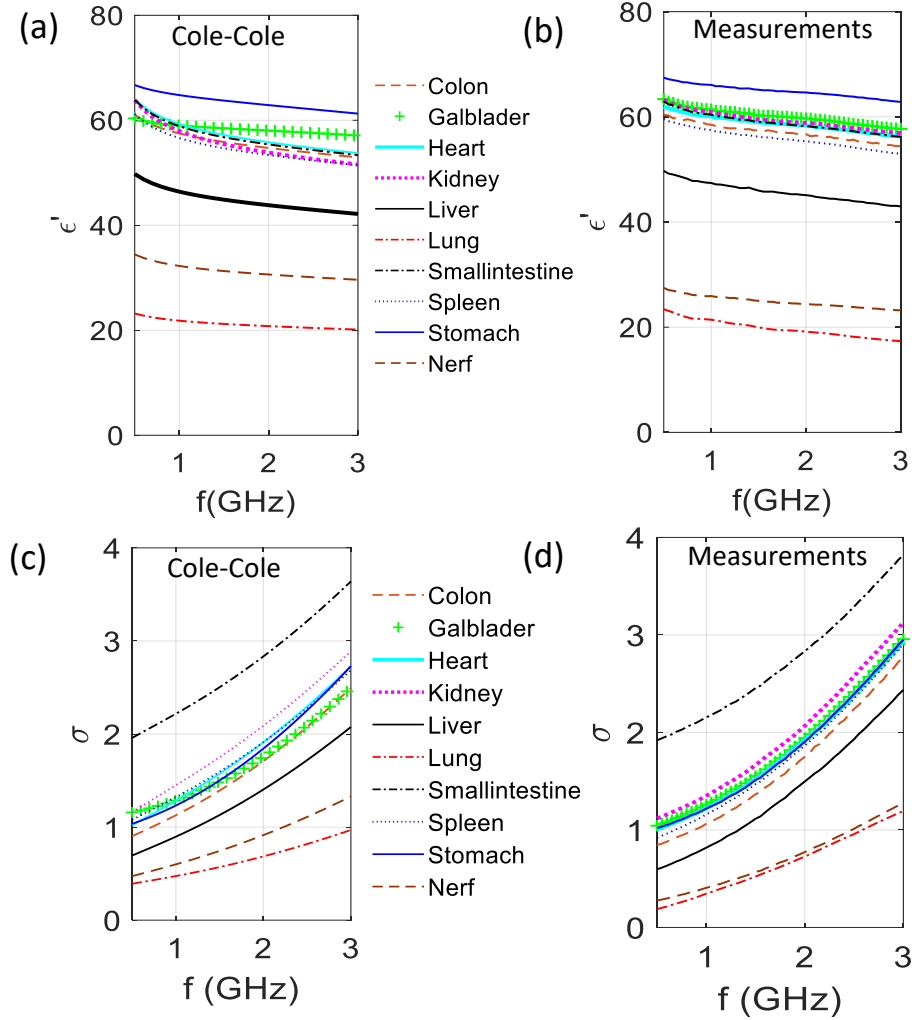 (a)
Cole-Cole
80
60
40
20
0
ϵ'
1
2
3
f(GHz)
Colon
Galblader
Heart
Kidney
Liver
Lung
Smallintestine
Spleen
Stomach
Nerf
(b)
Measurements
80
60
40
20
0
ϵ'
1
2
3
f(GHz)
(c)
Cole-Cole
4
3
2
1
0
σ
1
2
3
f (GHz)
Colon
Galblader
Heart
Kidney
Liver
Lung
Smallintestine
Spleen
Stomach
Nerf
(d)
Measurements
4
3
2
1
0
σ
1
2
3
f (GHz)